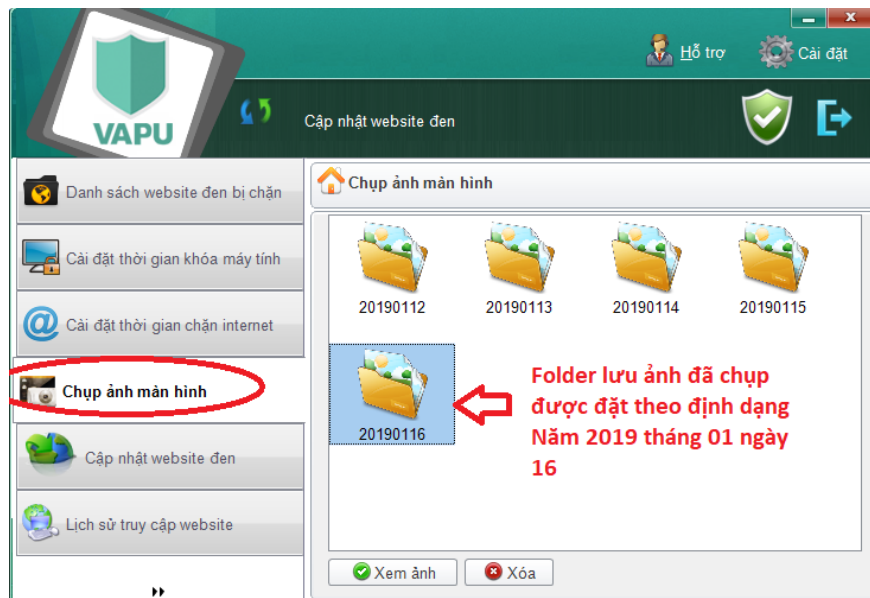 Hỗ trợ
Cài đặt
VAPU
Cập nhật website đen
Danh sách website đen bị chặn
Cài đặt thời gian khóa máy tính
Cài đặt thời gian chặn internet
Chụp ảnh màn hình
Cập nhật website đen
Lịch sử truy cập website
Chụp ảnh màn hình
20190112
20190113
20190114
20190115
20190116
Folder lưu ảnh đã chụp
được đặt theo định dạng
Năm 2019 tháng 01 ngày
16
Xem ảnh
Xóa